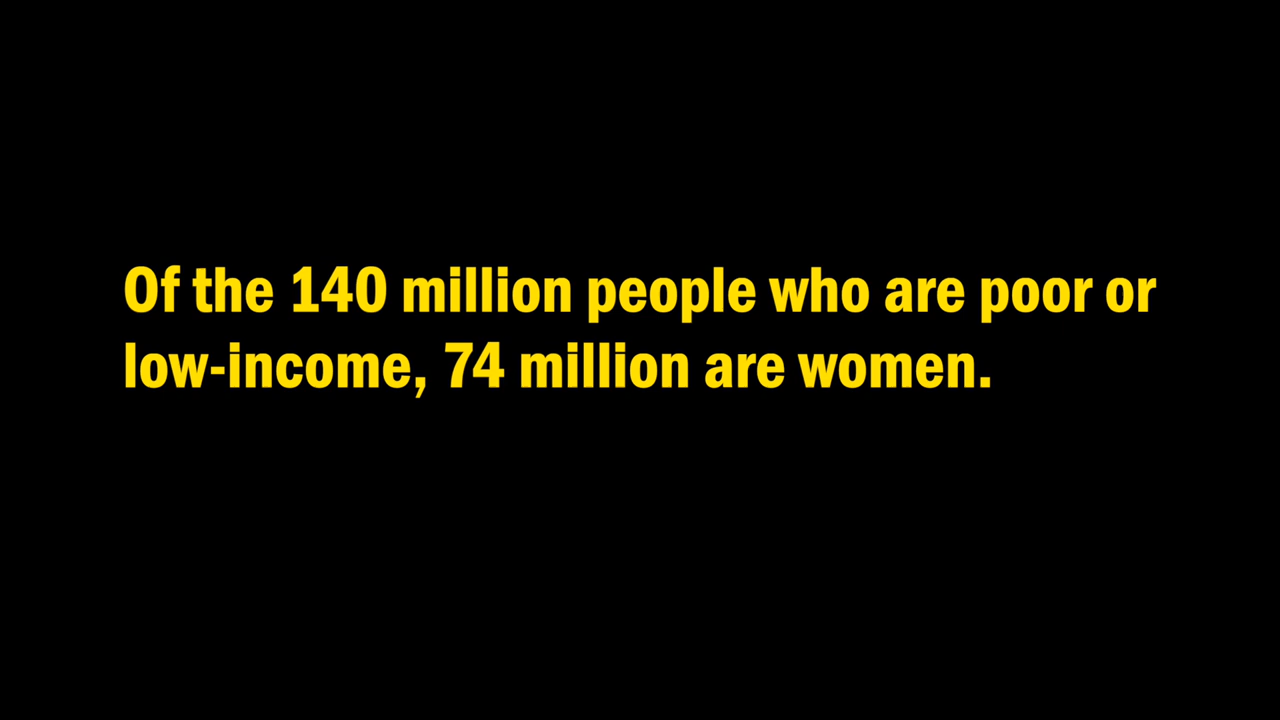 Of the 140 million people who are poor or
low-income, 74 million are women.